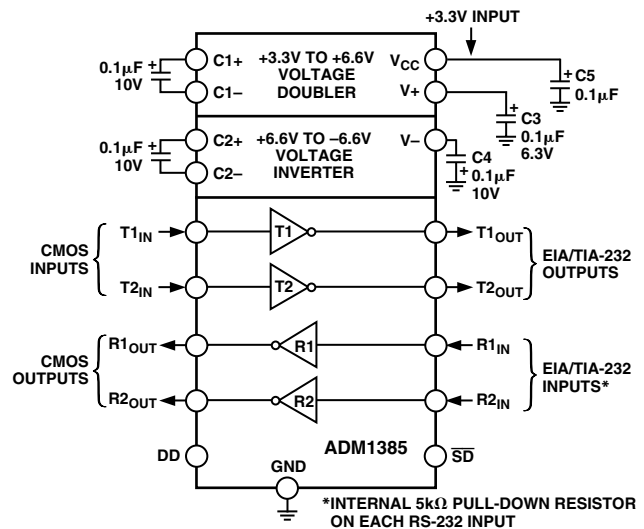 +3.3V INPUT
0.1µF
10V
+
C1+
C1–
+3.3V TO +6.6V
VOLTAGE
DOUBLER
VCC
V+
+
C5
0.1µF
+
C3
0.1µF
6.3V
0.1µF
10V
+
C2+
C2–
+6.6V TO –6.6V
VOLTAGE
INVERTER
V–
+
C4
0.1µF
10V
CMOS
INPUTS
T1IN
T1
T1OUT
T2IN
T2
T2OUT
EIA/TIA-232
OUTPUTS
CMOS
OUTPUTS
R1OUT
R1
R1IN
R2OUT
R2
R2IN
EIA/TIA-232
INPUTS*
DD
GND
ADM1385
SD
*INTERNAL 5kΩ PULL-DOWN RESISTOR
ON EACH RS-232 INPUT